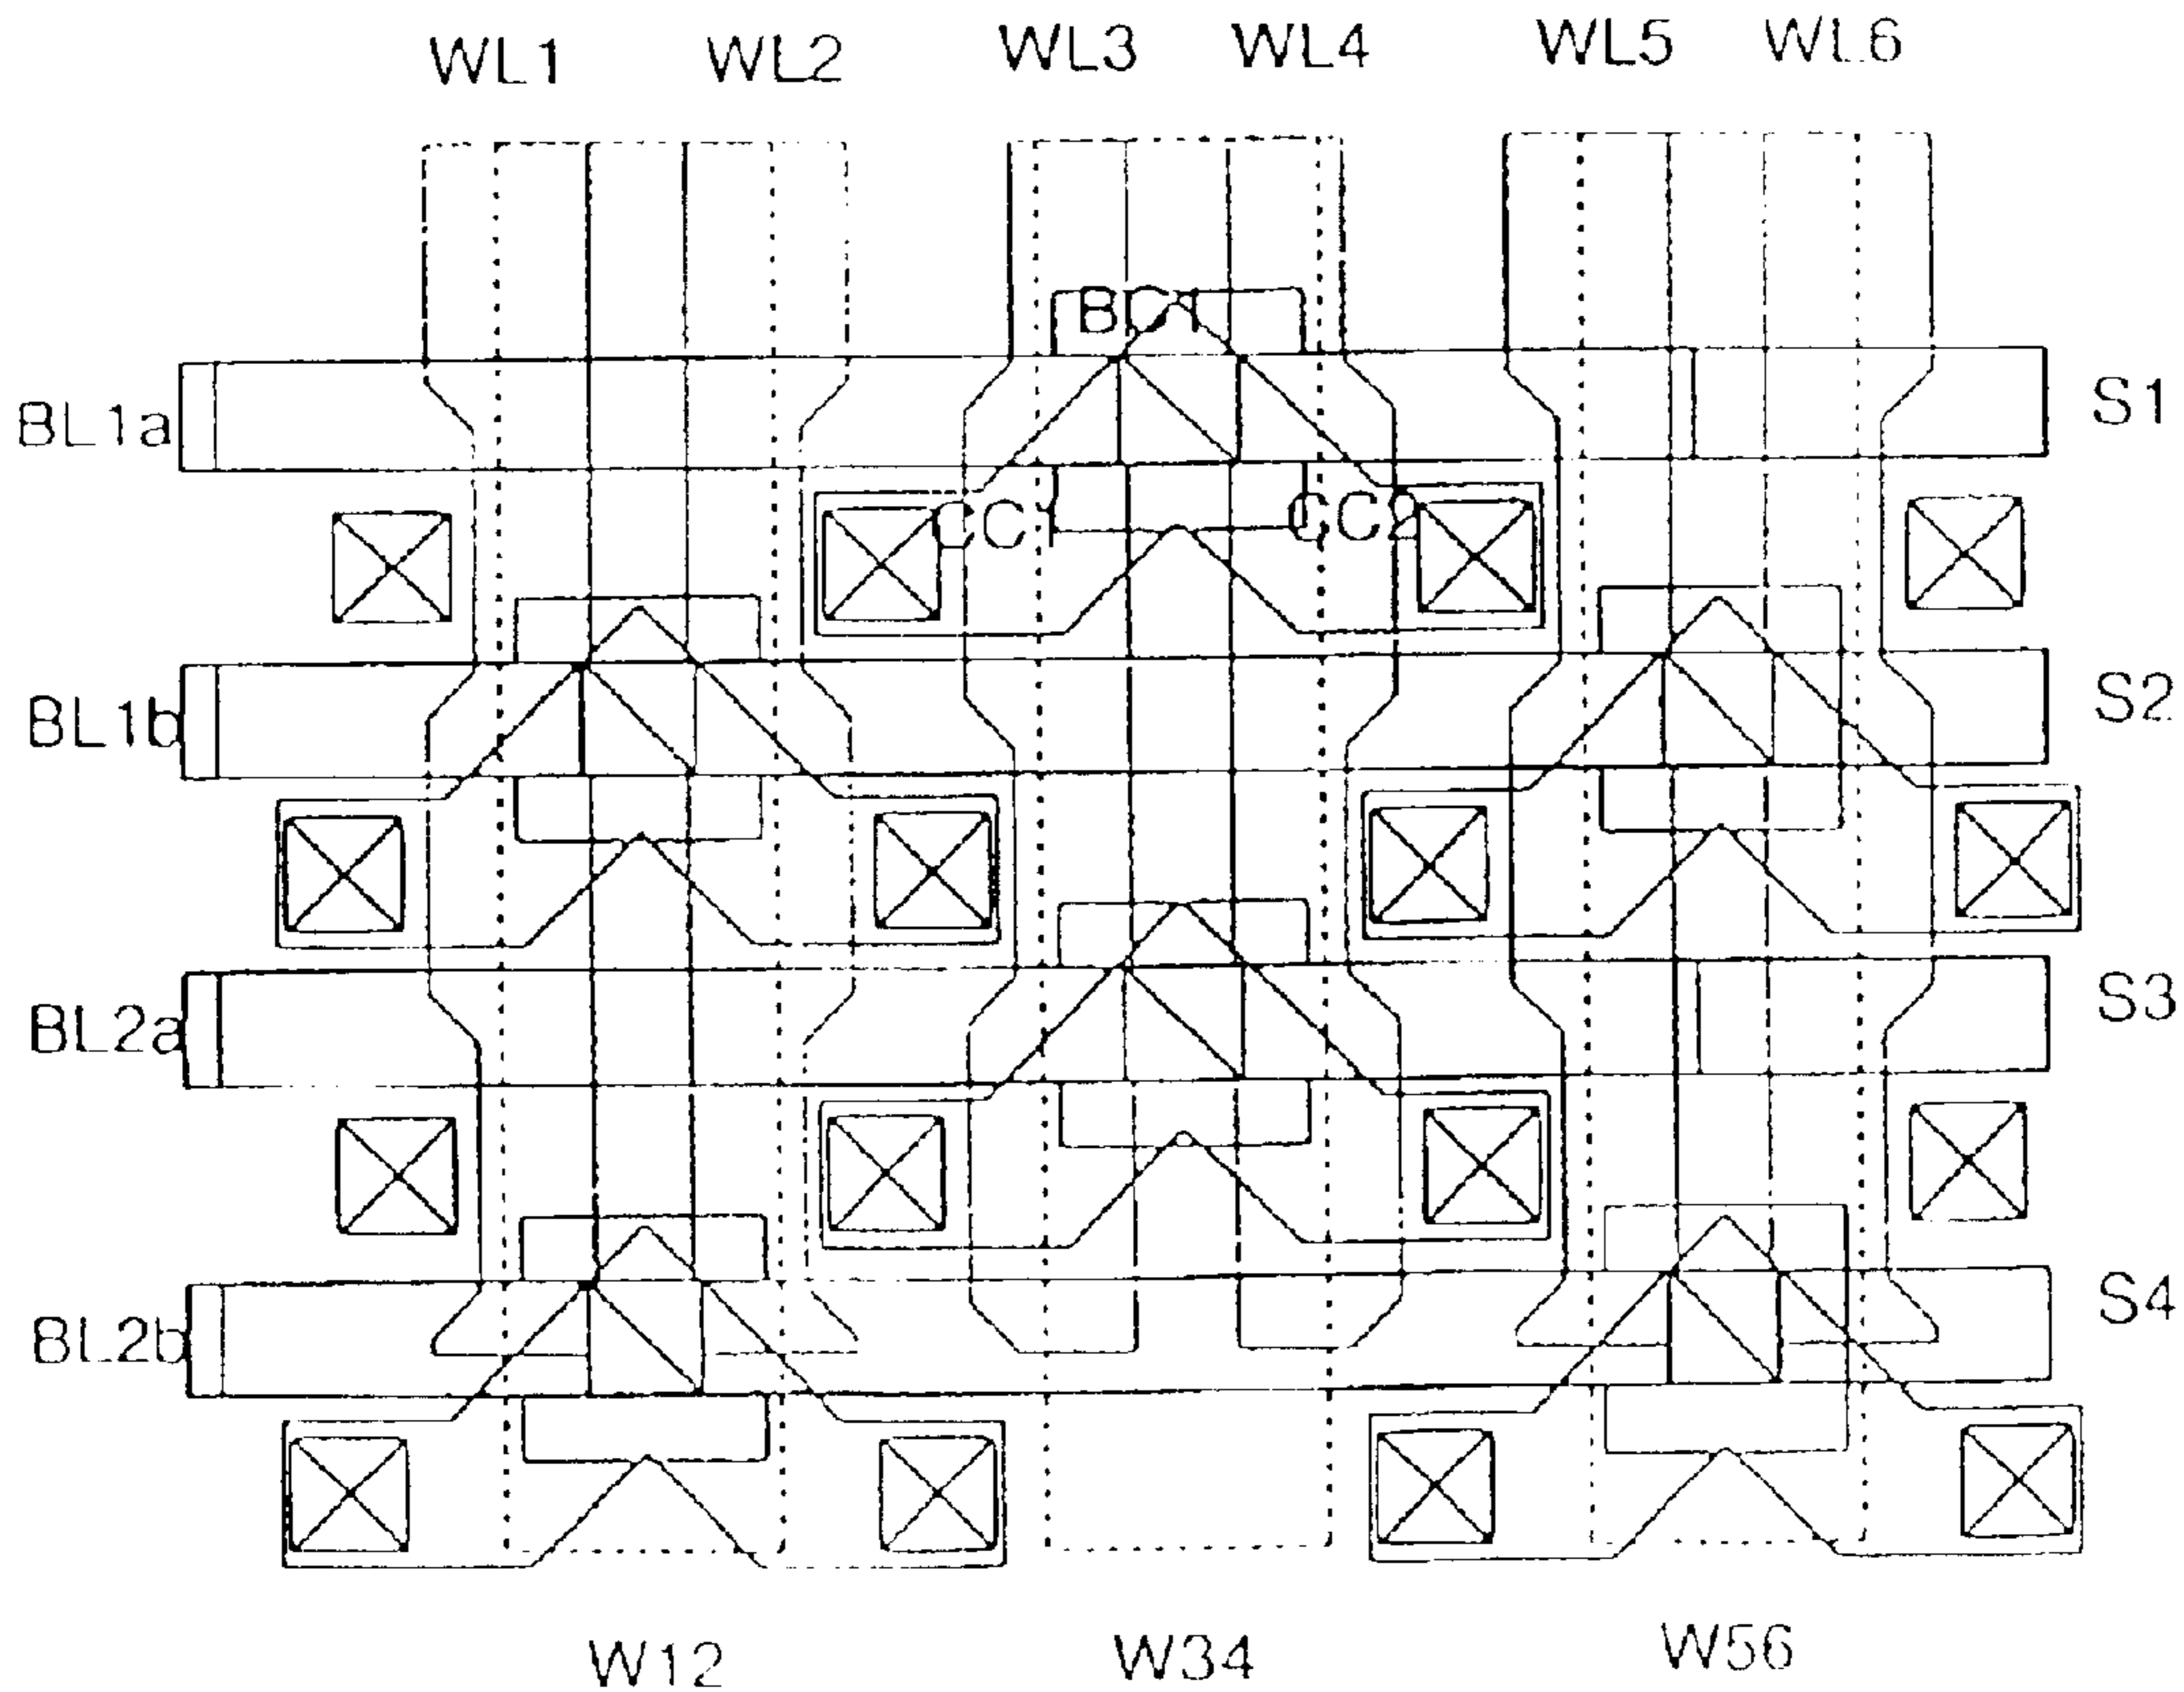 WL1 WL2 WL3 WL4 WL5 WL6
BC1
BL1a S1
CC1 CC2
BL1b S2
BL2a S3
BL2b S4
W12 W34 W56